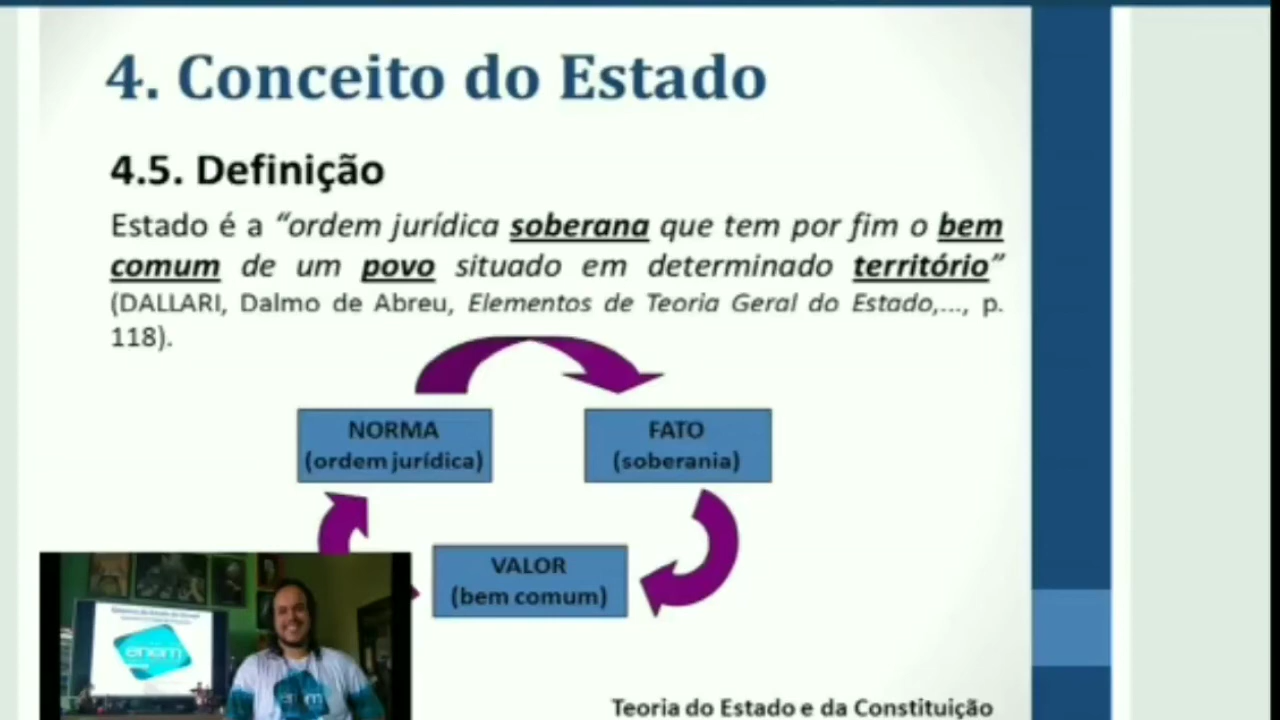 4. Conceito do Estado
4.5. Definição
Estado é a “ordem jurídica soberana que tem por fim o bem
comum de um povo situado em determinado território”
(DALLARI, Dalmo de Abreu, Elementos de Teoria Geral do Estado,..., p.
118).
NORMA
(ordem jurídica)
FATO
(soberania)
VALOR
(bem comum)
enem
Teoria do Estado e da Constituição